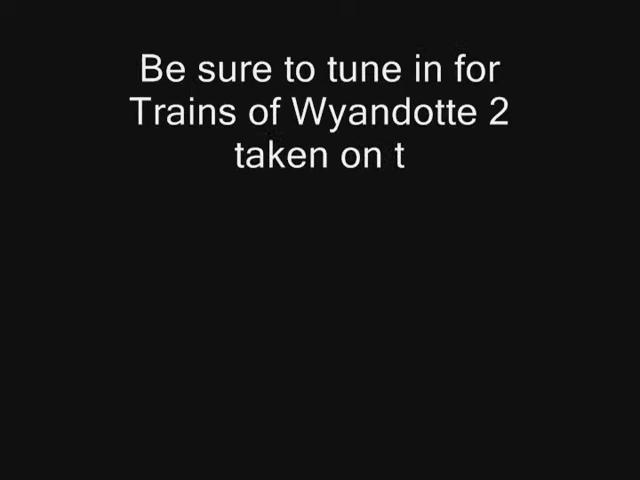 Be sure to tune in for
Trains of Wyandotte 2
taken on t